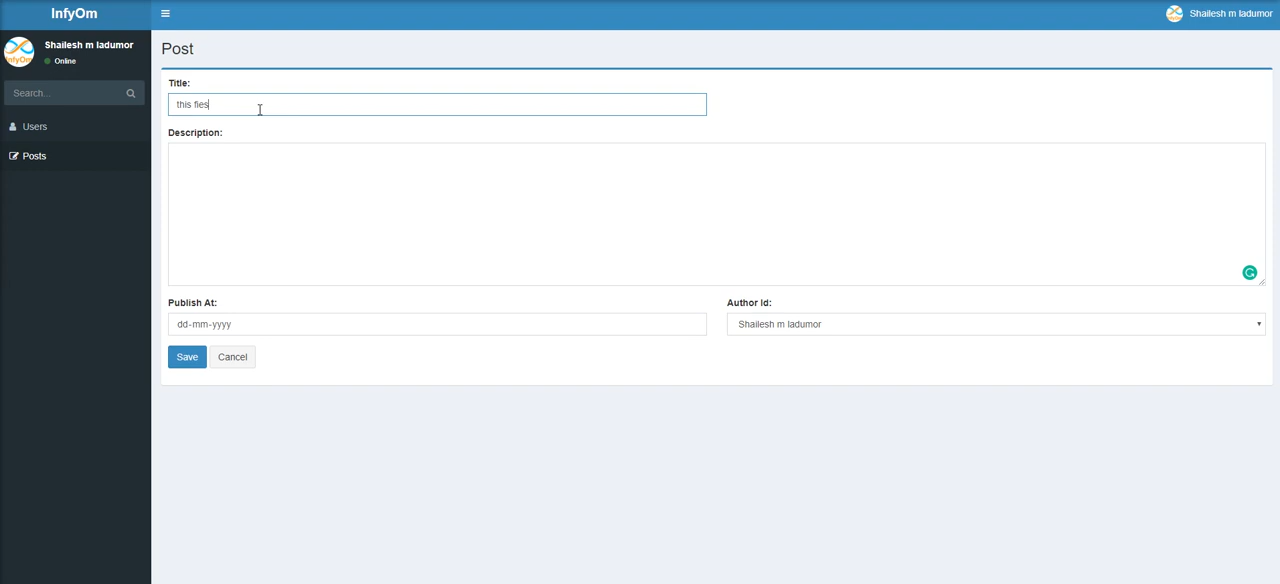 InfyOm
Shailesh m ladumor
Shailesh m ladumor
Online
Search...
Users
Posts
Post
Title:
this fies
Description:
Publish At:
Author Id:
dd-mm-yyyy
Shailesh m ladumor
Save
Cancel